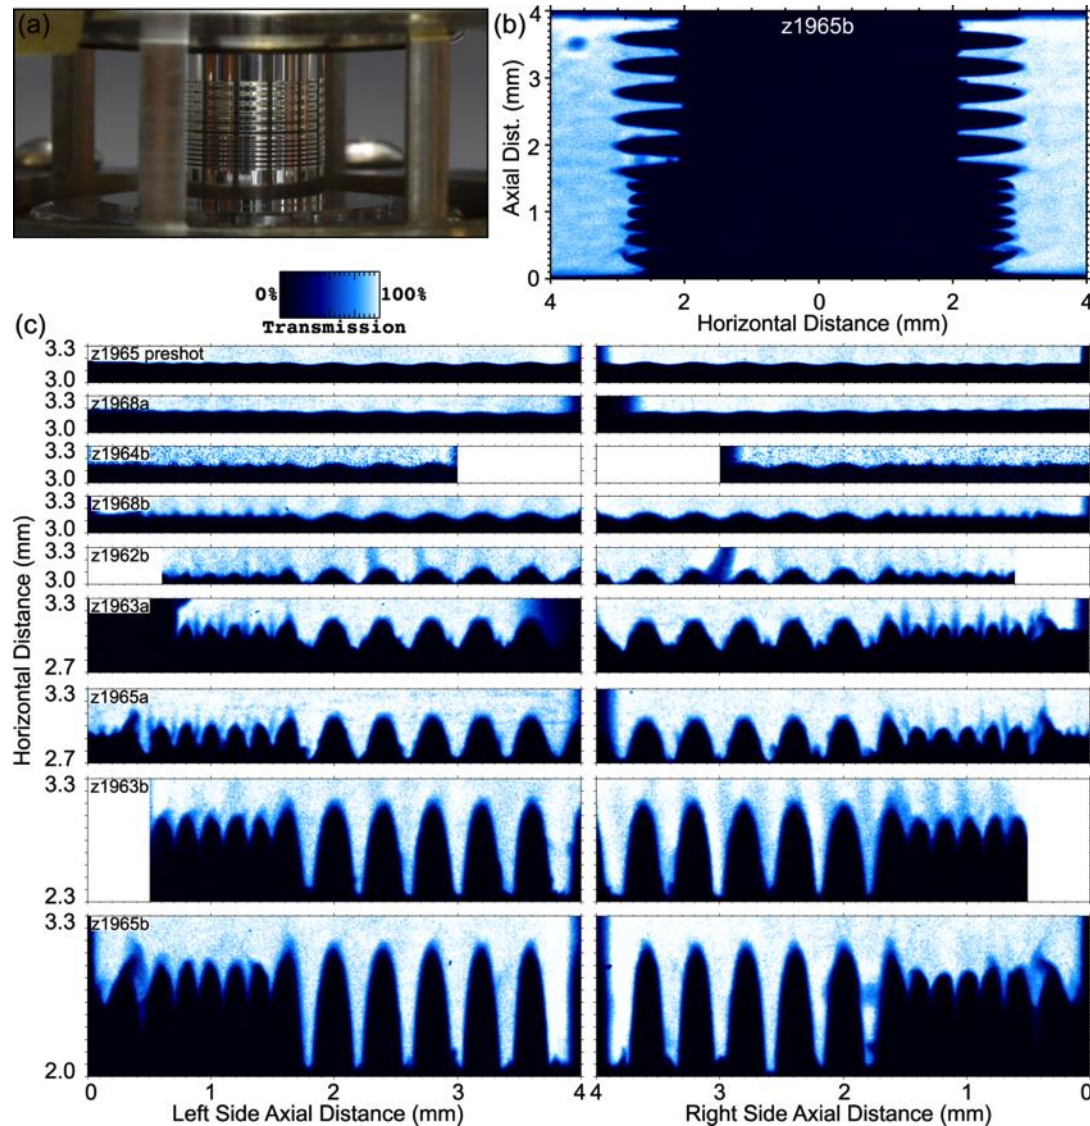 (a)
(b)
z1965b
4
3
2
1
0
Axial Dist. (mm)
4 2 0 2 4
Horizontal Distance (mm)
0% 100%
Transmission
(c)
3.3
z1965 preshot
3.0
3.3
z1968a
3.0
3.3
z1964b
3.0
3.3
z1968b
3.0
3.3
z1962b
3.0
3.3
z1963a
2.7
3.3
z1965a
2.7
3.3
z1963b
2.3
3.3
z1965b
2.0
Horizontal Distance (mm)
0 1 2 3 4 4 3 2 1 0
Left Side Axial Distance (mm)
Right Side Axial Distance (mm)